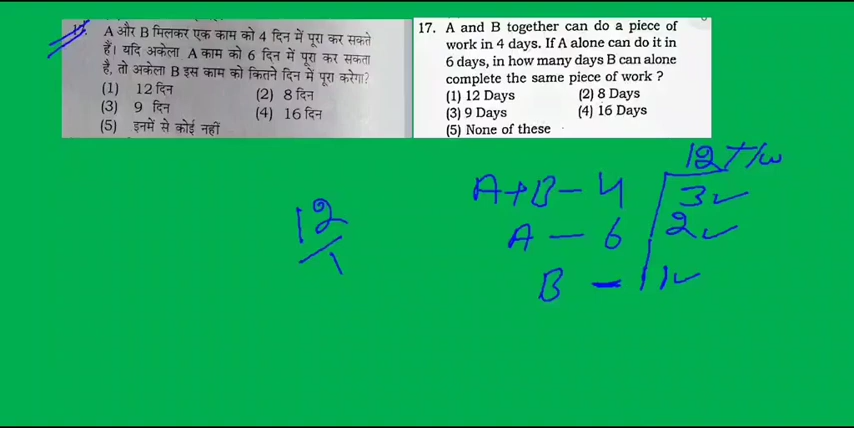 A और B मिलकर एक काम को 4 दिन में पूरा कर सकते
हैं। यदि अकेला A काम को 6 दिन में पूरा कर सकता
है, तो अकेला B इस काम को कितने दिन में पूरा करेगा?
(1) 12 दिन (2) 8 दिन
(3) 9 दिन (4) 16 दिन
(5) इनमें से कोई नहीं
17. A and B together can do a piece of
work in 4 days. If A alone can do it in
6 days, in how many days B can alone
complete the same piece of work ?
(1) 12 Days (2) 8 Days
(3) 9 Days (4) 16 Days
(5) None of these
12 T/w
A+B - 4 3
A - 6 2
B - 1
12
1